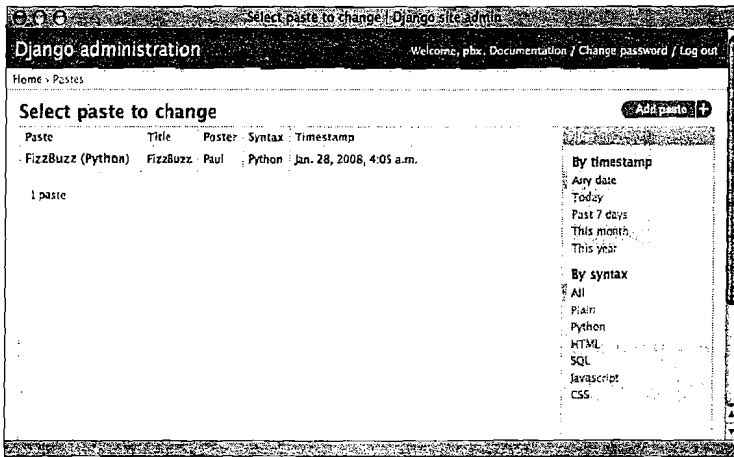 Select paste to change | Django site admin
Django administration
Welcome, pbx. Documentation / Change password / Log out
Home › Pastes
Select paste to change
Add paste +
Paste Title Poster Syntax Timestamp
FizzBuzz (Python) FizzBuzz Paul Python Jan. 28, 2008, 4:05 a.m.
1 paste
By timestamp
Any date
Today
Past 7 days
This month
This year
By syntax
All
Plain
Python
HTML
SQL
Javascript
CSS